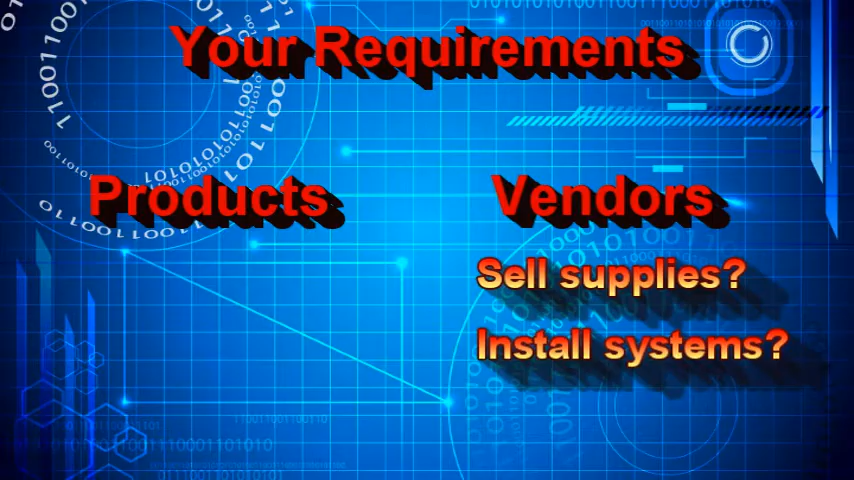 Your Requirements
Products
Vendors
Sell supplies?
Install systems?